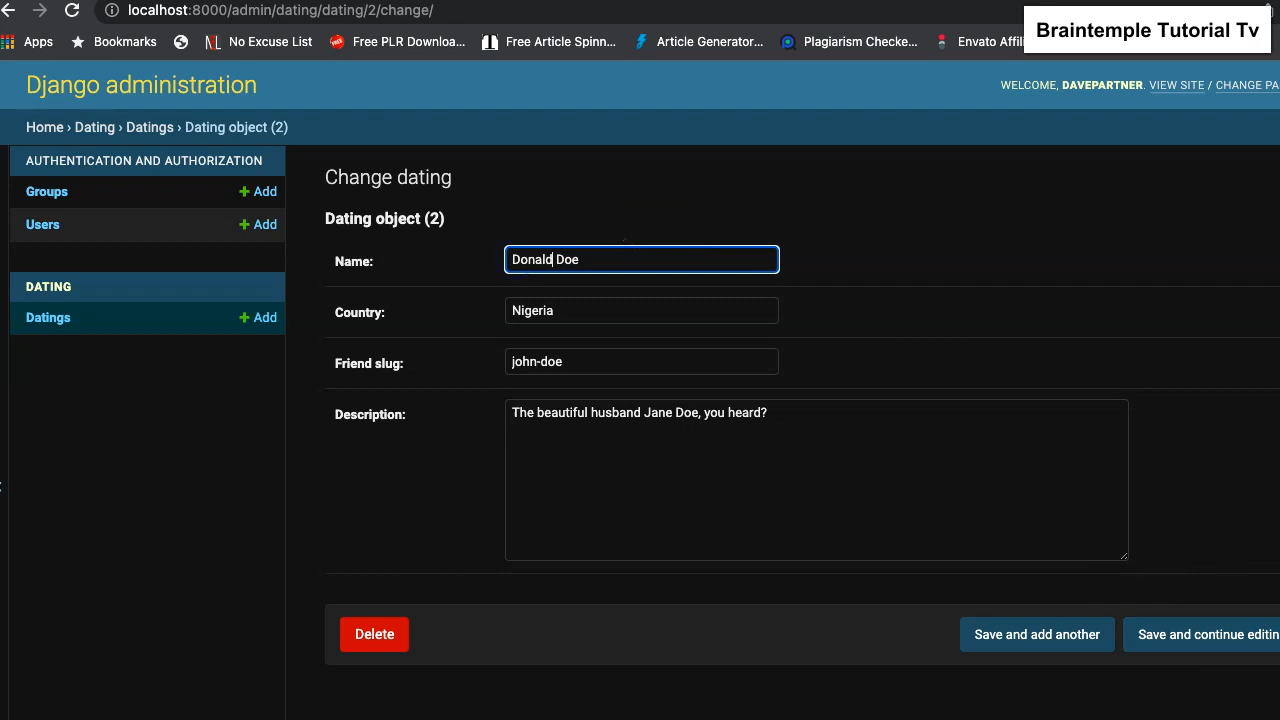 localhost:8000/admin/dating/dating/2/change/
Braintemple Tutorial Tv
Apps Bookmarks No Excuse List Free PLR Downloa... Free Article Spinn... Article Generator... Plagiarism Checke... Envato Affili
Django administration
WELCOME, DAVEPARTNER. VIEW SITE / CHANGE PA
Home › Dating › Datings › Dating object (2)
AUTHENTICATION AND AUTHORIZATION
Groups + Add
Users + Add
DATING
Datings + Add
Change dating
Dating object (2)
Name: Donald Doe
Country: Nigeria
Friend slug: john-doe
Description: The beautiful husband Jane Doe, you heard?
Delete Save and add another Save and continue editin